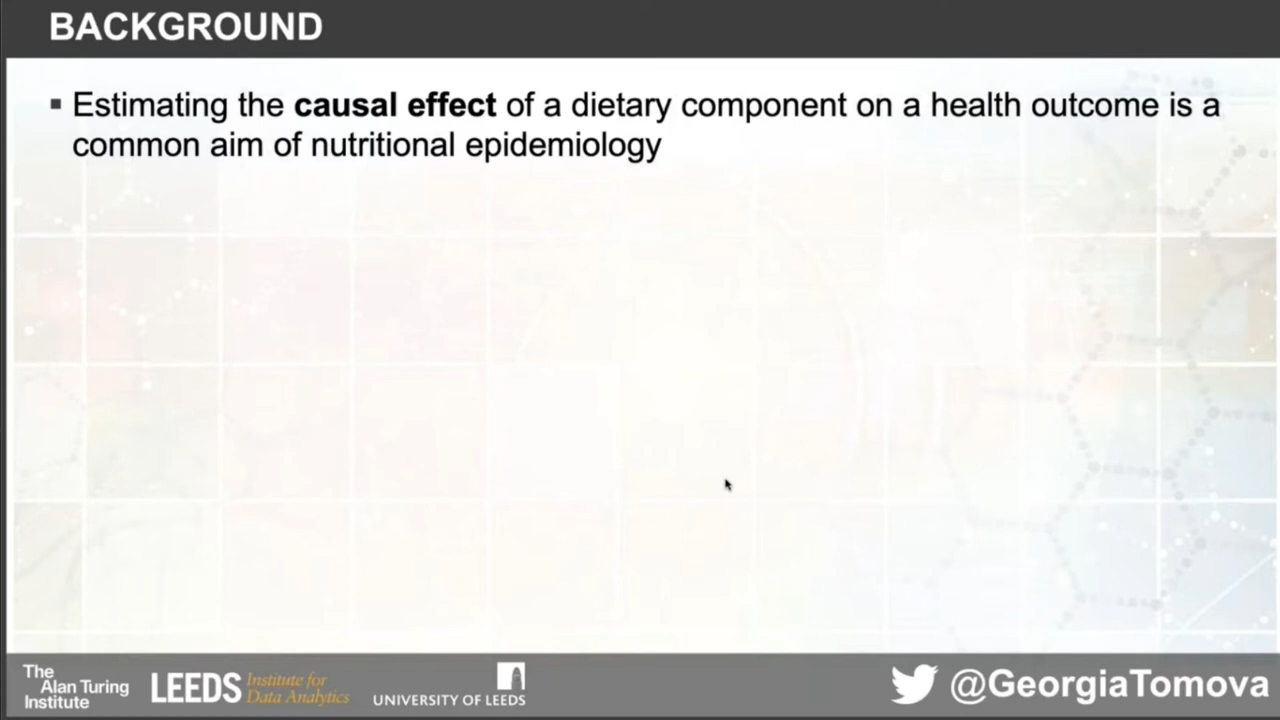 BACKGROUND
▪ Estimating the causal effect of a dietary component on a health outcome is a
common aim of nutritional epidemiology
The
Alan Turing
Institute
LEEDS Institute for
Data Analytics
UNIVERSITY OF LEEDS
@GeorgiaTomova